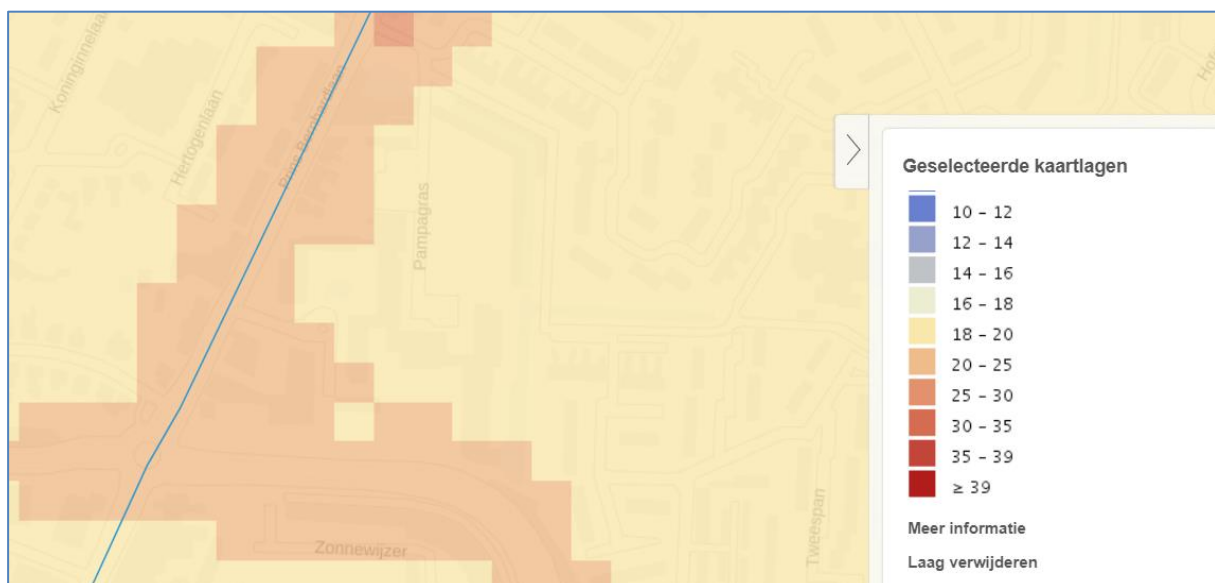 Koninginnelaan
Hertogenlaan
Prins Bernhardlaan
Pampagras
Zonnewijzer
Tweespan
Geselecteerde kaartlagen
10 – 12
12 – 14
14 – 16
16 – 18
18 – 20
20 – 25
25 – 30
30 – 35
35 – 39
≥ 39
Meer informatie
Laag verwijderen